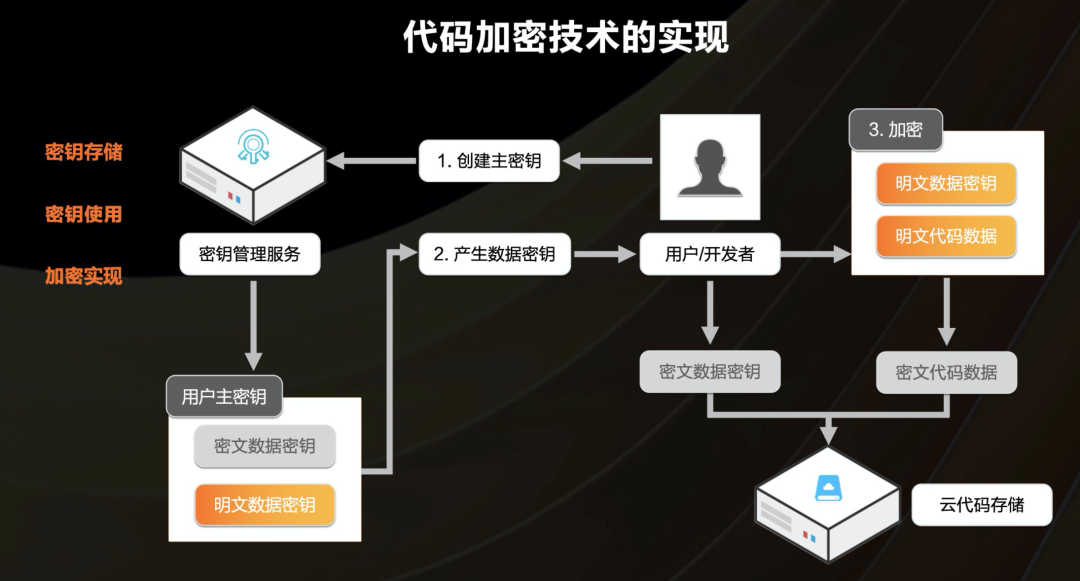 代码加密技术的实现
密钥存储
密钥使用
加密实现
1. 创建主密钥
3. 加密
明文数据密钥
明文代码数据
密钥管理服务
2. 产生数据密钥
用户/开发者
用户主密钥
密文数据密钥
明文数据密钥
密文数据密钥
密文代码数据
云代码存储